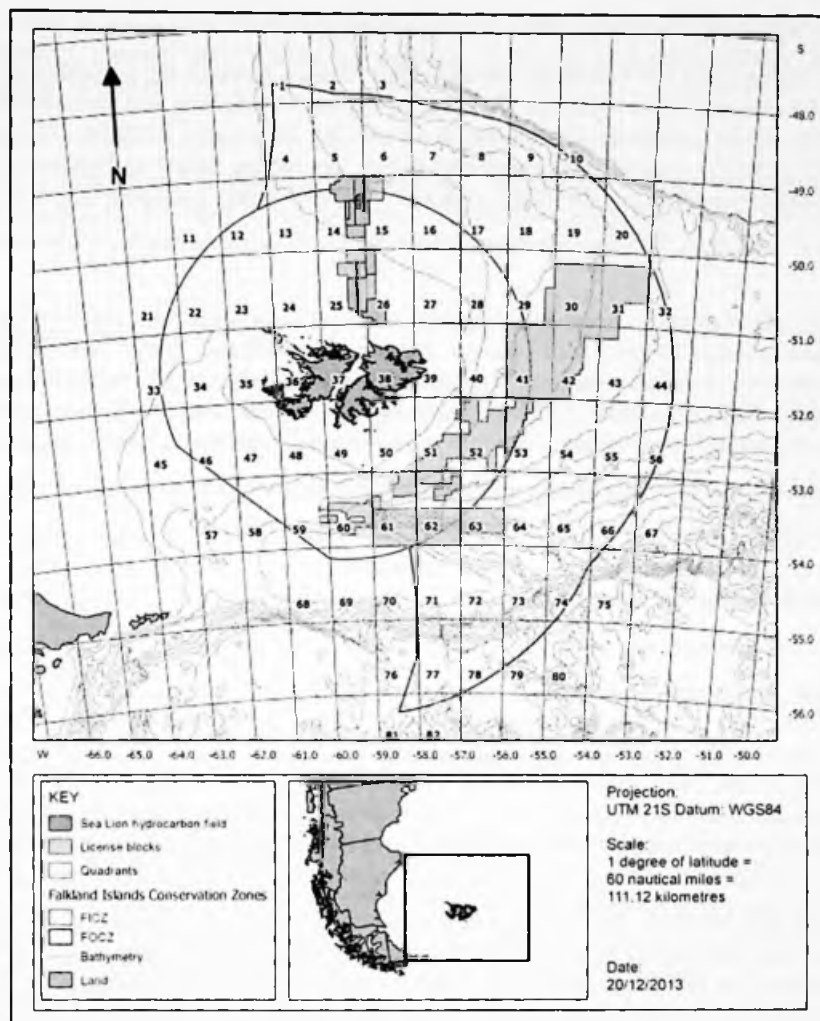 S
1 2 3
-48.0
4 5 6 7 8 9 10
N
-49.0
11 12 13 14 15 16 17 18 19 20
-50.0
21 22 23 24 25 26 27 28 29 30 31 32
-51.0
33 34 35 36 37 38 39 40 41 42 43 44
-52.0
45 46 47 48 49 50 51 52 53 54 55 56
-53.0
57 58 59 60 61 62 63 64 65 66 67
-54.0
68 69 70 71 72 73 74 75
-55.0
76 77 78 79 80
-56.0
81 82
W -66.0 -65.0 -64.0 -63.0 -62.0 -61.0 -60.0 -59.0 -58.0 -57.0 -56.0 -55.0 -54.0 -53.0 -52.0 -51.0 -50.0
KEY
Sea Lion hydrocarbon field
License blocks
Quadrants
Falkland Islands Conservation Zones
FICZ
FOCZ
Bathymetry
Land
Projection:
UTM 21S Datum: WGS84
Scale:
1 degree of latitude =
60 nautical miles =
111.12 kilometres
Date:
20/12/2013